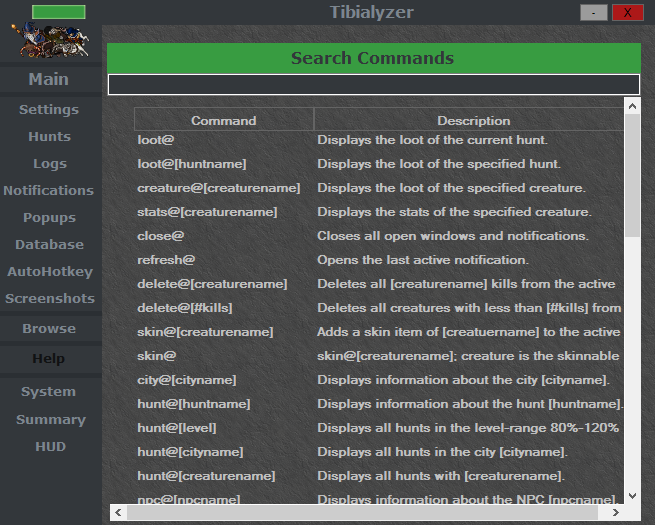 Tibialyzer
-
X
Main
Settings
Hunts
Logs
Notifications
Popups
Database
AutoHotkey
Screenshots
Browse
Help
System
Summary
HUD
Search Commands
Command Description
loot@ Displays the loot of the current hunt.
loot@[huntname] Displays the loot of the specified hunt.
creature@[creaturename] Displays the loot of the specified creature.
stats@[creaturename] Displays the stats of the specified creature.
close@ Closes all open windows and notifications.
refresh@ Opens the last active notification.
delete@[creaturename] Deletes all [creaturename] kills from the active
delete@[#kills] Deletes all creatures with less than [#kills] from
skin@[creaturename] Adds a skin item of [creatuername] to the active
skin@ skin@[creaturename]; creature is the skinnable
city@[cityname] Displays information about the city [cityname].
hunt@[huntname] Displays information about the hunt [huntname].
hunt@[level] Displays all hunts in the level-range 80%-120%
hunt@[cityname] Displays all hunts in the city [cityname].
hunt@[creaturename] Displays all hunts with [creaturename].
npc@[npcname] Displays information about the NPC [npcname].